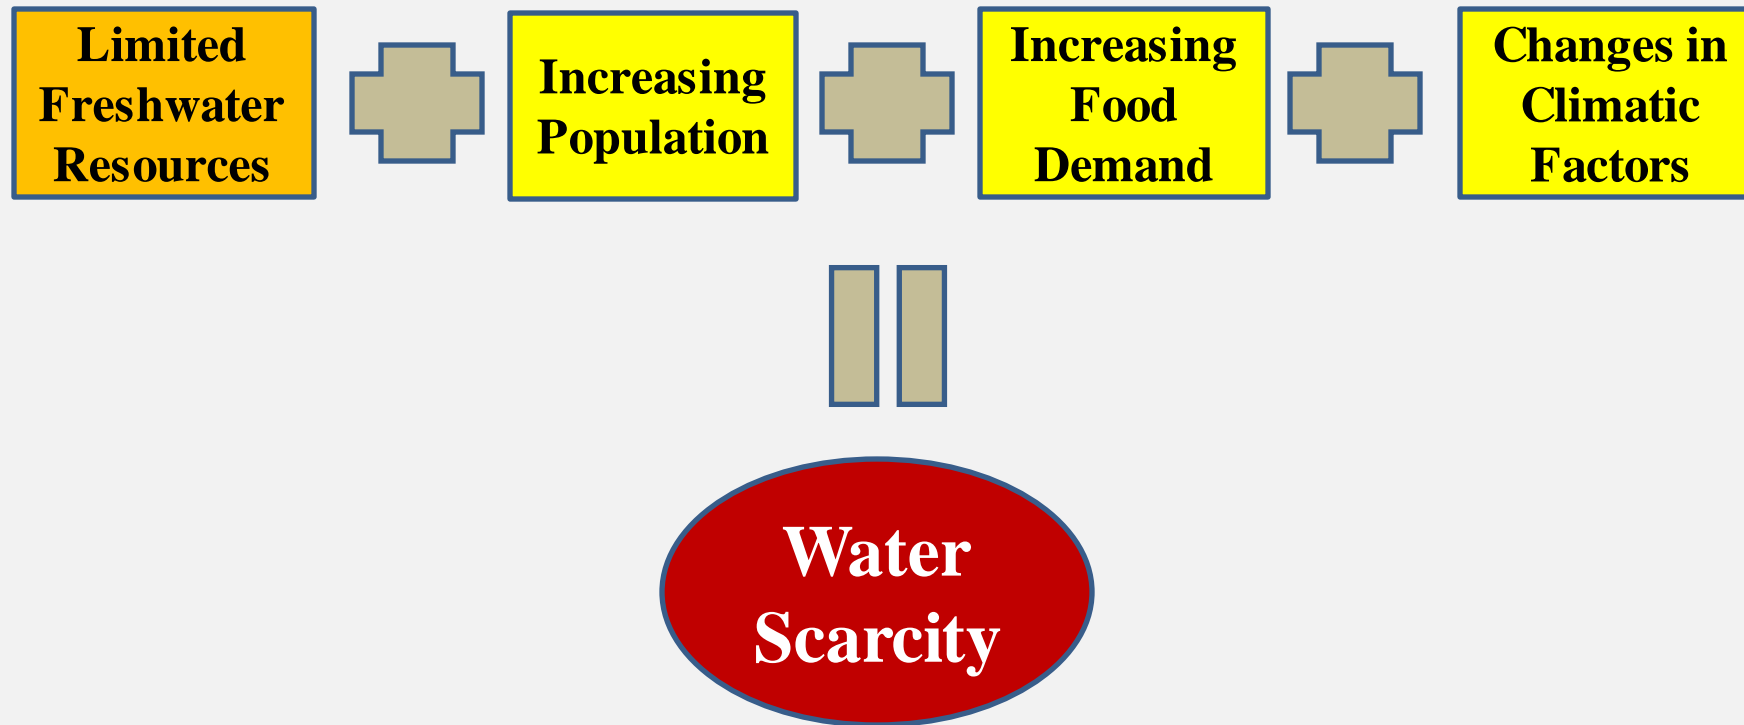 Limited
Freshwater
Resources
Increasing
Population
Increasing
Food
Demand
Changes in
Climatic
Factors
Water
Scarcity